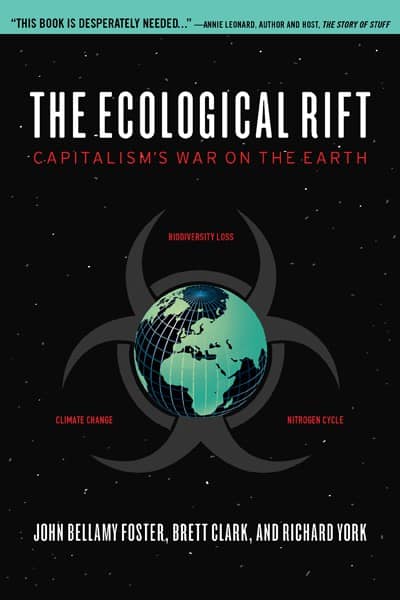 “THIS BOOK IS DESPERATELY NEEDED...” —ANNIE LEONARD, AUTHOR AND HOST, THE STORY OF STUFF
THE ECOLOGICAL RIFT
CAPITALISM'S WAR ON THE EARTH
BIODIVERSITY LOSS
CLIMATE CHANGE
NITROGEN CYCLE
JOHN BELLAMY FOSTER, BRETT CLARK, AND RICHARD YORK